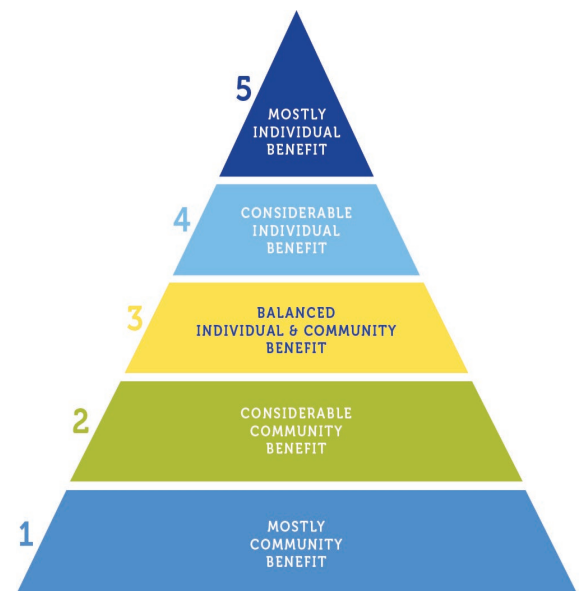 5
MOSTLY
INDIVIDUAL
BENEFIT
4
CONSIDERABLE
INDIVIDUAL
BENEFIT
3
BALANCED
INDIVIDUAL & COMMUNITY
BENEFIT
2
CONSIDERABLE
COMMUNITY
BENEFIT
1
MOSTLY
COMMUNITY
BENEFIT